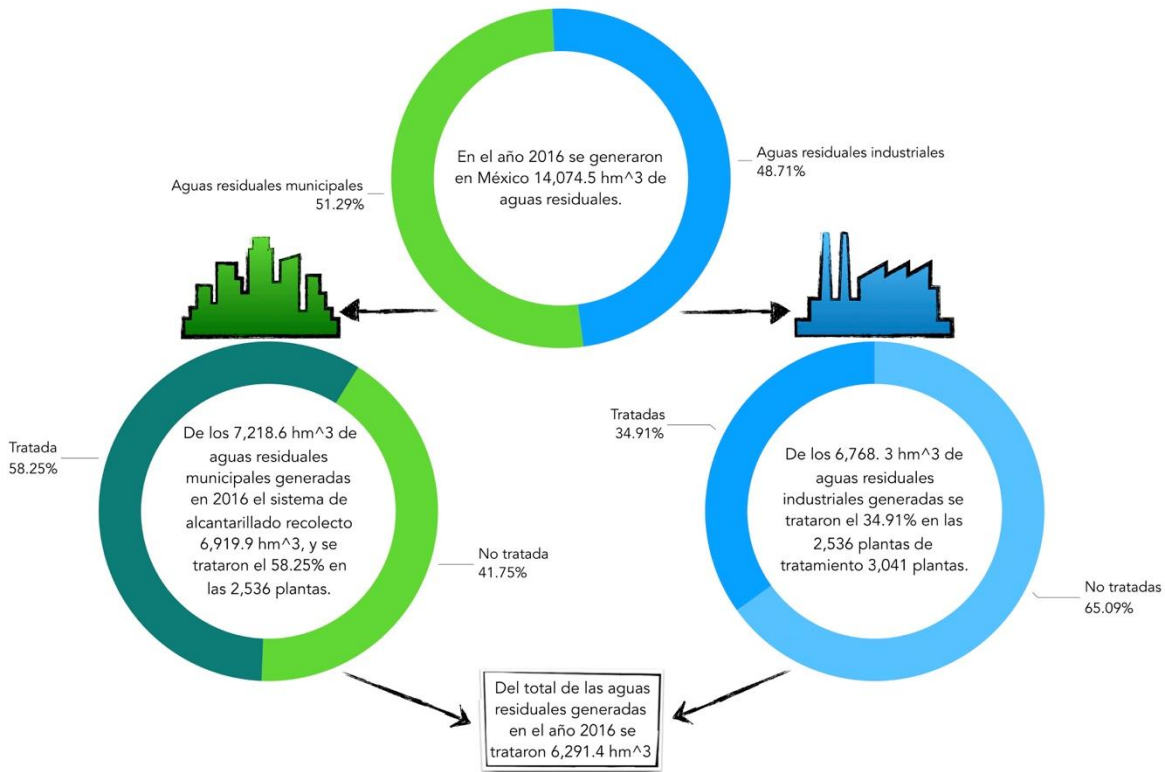 En el año 2016 se generaron
en México 14,074.5 hm^3 de
aguas residuales.
Aguas residuales industriales
48.71%
Aguas residuales municipales
51.29%
Tratada
58.25%
De los 7,218.6 hm^3 de
aguas residuales
municipales generadas
en 2016 el sistema de
alcantarillado recolecto
6,919.9 hm^3, y se
trataron el 58.25% en
las 2,536 plantas.
No tratada
41.75%
Tratadas
34.91%
De los 6,768. 3 hm^3 de
aguas residuales
industriales generadas se
trataron el 34.91% en las
2,536 plantas de
tratamiento 3,041 plantas.
No tratadas
65.09%
Del total de las aguas
residuales generadas
en el año 2016 se
trataron 6,291.4 hm^3